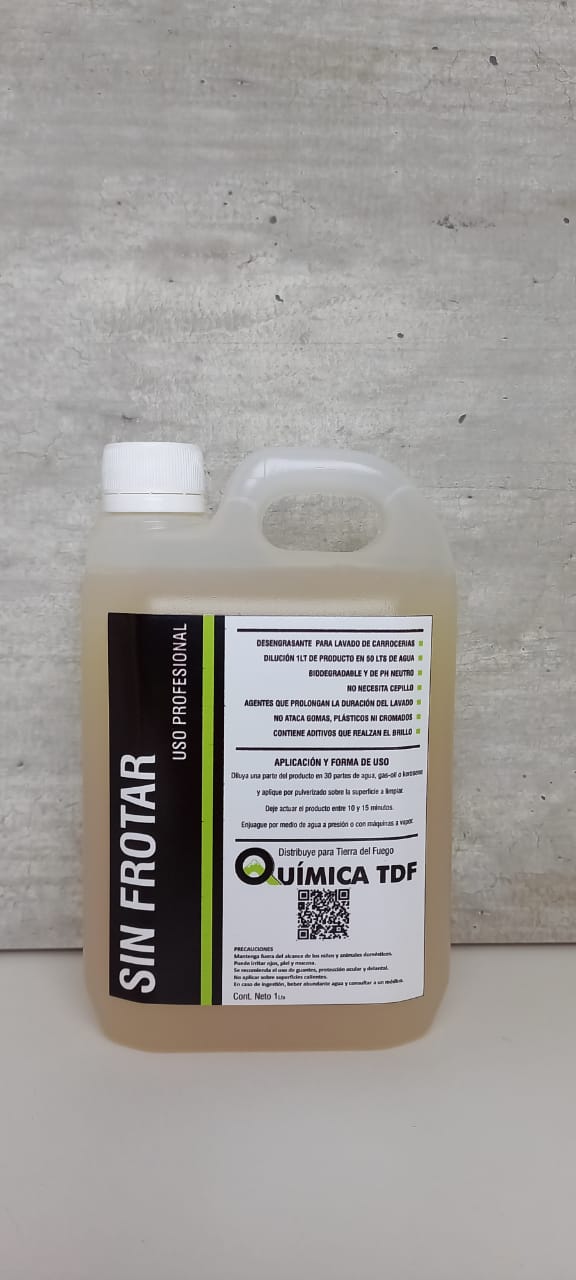 SIN FROTAR
USO PROFESIONAL
DESENGRASANTE PARA LAVADO DE CARROCERIAS
DILUCIÓN 1LT DE PRODUCTO EN 50 LTS DE AGUA
BIODEGRADABLE Y DE PH NEUTRO
NO NECESITA CEPILLO
AGENTES QUE PROLONGAN LA DURACIÓN DEL LAVADO
NO ATACA GOMAS, PLÁSTICOS NI CROMADOS
CONTIENE ADITIVOS QUE REALZAN EL BRILLO
APLICACIÓN Y FORMA DE USO
Diluya una parte del producto en 30 partes de agua, gas-oil o kerosene
y aplique por pulverizado sobre la superficie a limpiar.
Deje actuar el producto entre 10 y 15 minutos.
Enjuague por medio de agua a presión o con máquinas a vapor.
Distribuye para Tierra del Fuego
QUÍMICA TDF
PRECAUCIONES
Mantenga fuera del alcance de los niños y animales domésticos.
Puede irritar ojos, piel y mucosa.
Se recomienda el uso de guantes, protección ocular y delantal.
No aplicar sobre superficies calientes.
En caso de ingestión, beber abundante agua y consultar a un médico.
Cont. Neto 1Lts